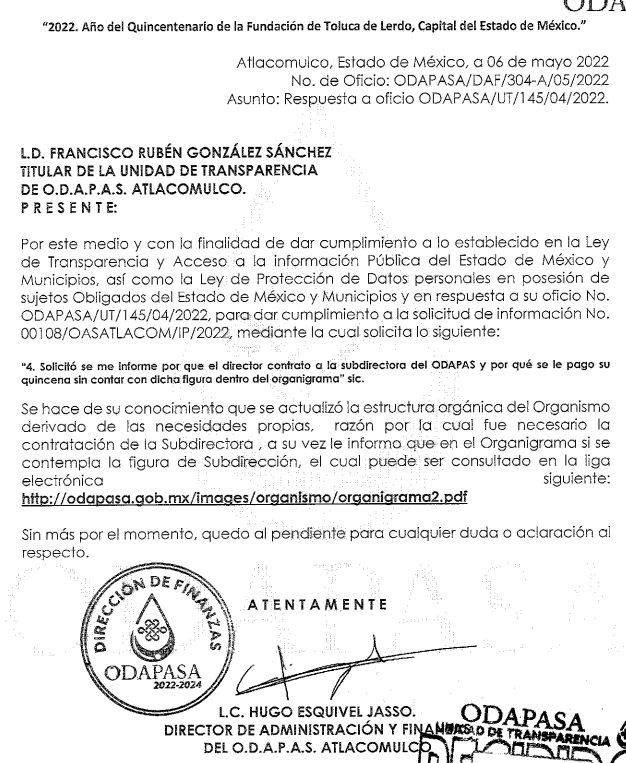 ODA
"2022. Año del Quincentenario de la Fundación de Toluca de Lerdo, Capital del Estado de México."
Atlacomulco, Estado de México, a 06 de mayo 2022
No. de Oficio: ODAPASA/DAF/304-A/05/2022
Asunto: Respuesta a oficio ODAPASA/UT/145/04/2022.
L.D. FRANCISCO RUBÉN GONZÁLEZ SÁNCHEZ
TITULAR DE LA UNIDAD DE TRANSPARENCIA
DE O.D.A.P.A.S. ATLACOMULCO.
P R E S E N T E:
Por este medio y con la finalidad de dar cumplimiento a lo establecido en la Ley
de Transparencia y Acceso a la información Pública del Estado de México y
Municipios, así como la Ley de Protección de Datos personales en posesión de
sujetos Obligados del Estado de México y Municipios y en respuesta a su oficio No.
ODAPASA/UT/145/04/2022, para dar cumplimiento a la solicitud de información No.
00108/OASATLACOM/IP/2022, mediante la cual solicita lo siguiente:
"4. Solicitó se me informe por que el director contrato a la subdirectora del ODAPAS y por qué se le pago su
quincena sin contar con dicha figura dentro del organigrama" sic.
Se hace de su conocimiento que se actualizó la estructura orgánica del Organismo
derivado de las necesidades propias, razón por la cual fue necesario la
contratación de la Subdirectora , a su vez le informo que en el Organigrama si se
contempla la figura de Subdirección, el cual puede ser consultado en la liga
electrónica siguiente:
http://odapasa.gob.mx/images/organismo/organigrama2.pdf
Sin más por el momento, quedo al pendiente para cualquier duda o aclaración al
respecto.
ODAPASA
DIRECCIÓN DE FINANZAS
ODAPASA
2022-2024
A T E N T A M E N T E
L.C. HUGO ESQUIVEL JASSO.
DIRECTOR DE ADMINISTRACIÓN Y FINANZAS
DEL O.D.A.P.A.S. ATLACOMULCO
ODAPASA
DE TRANSPARENCIA